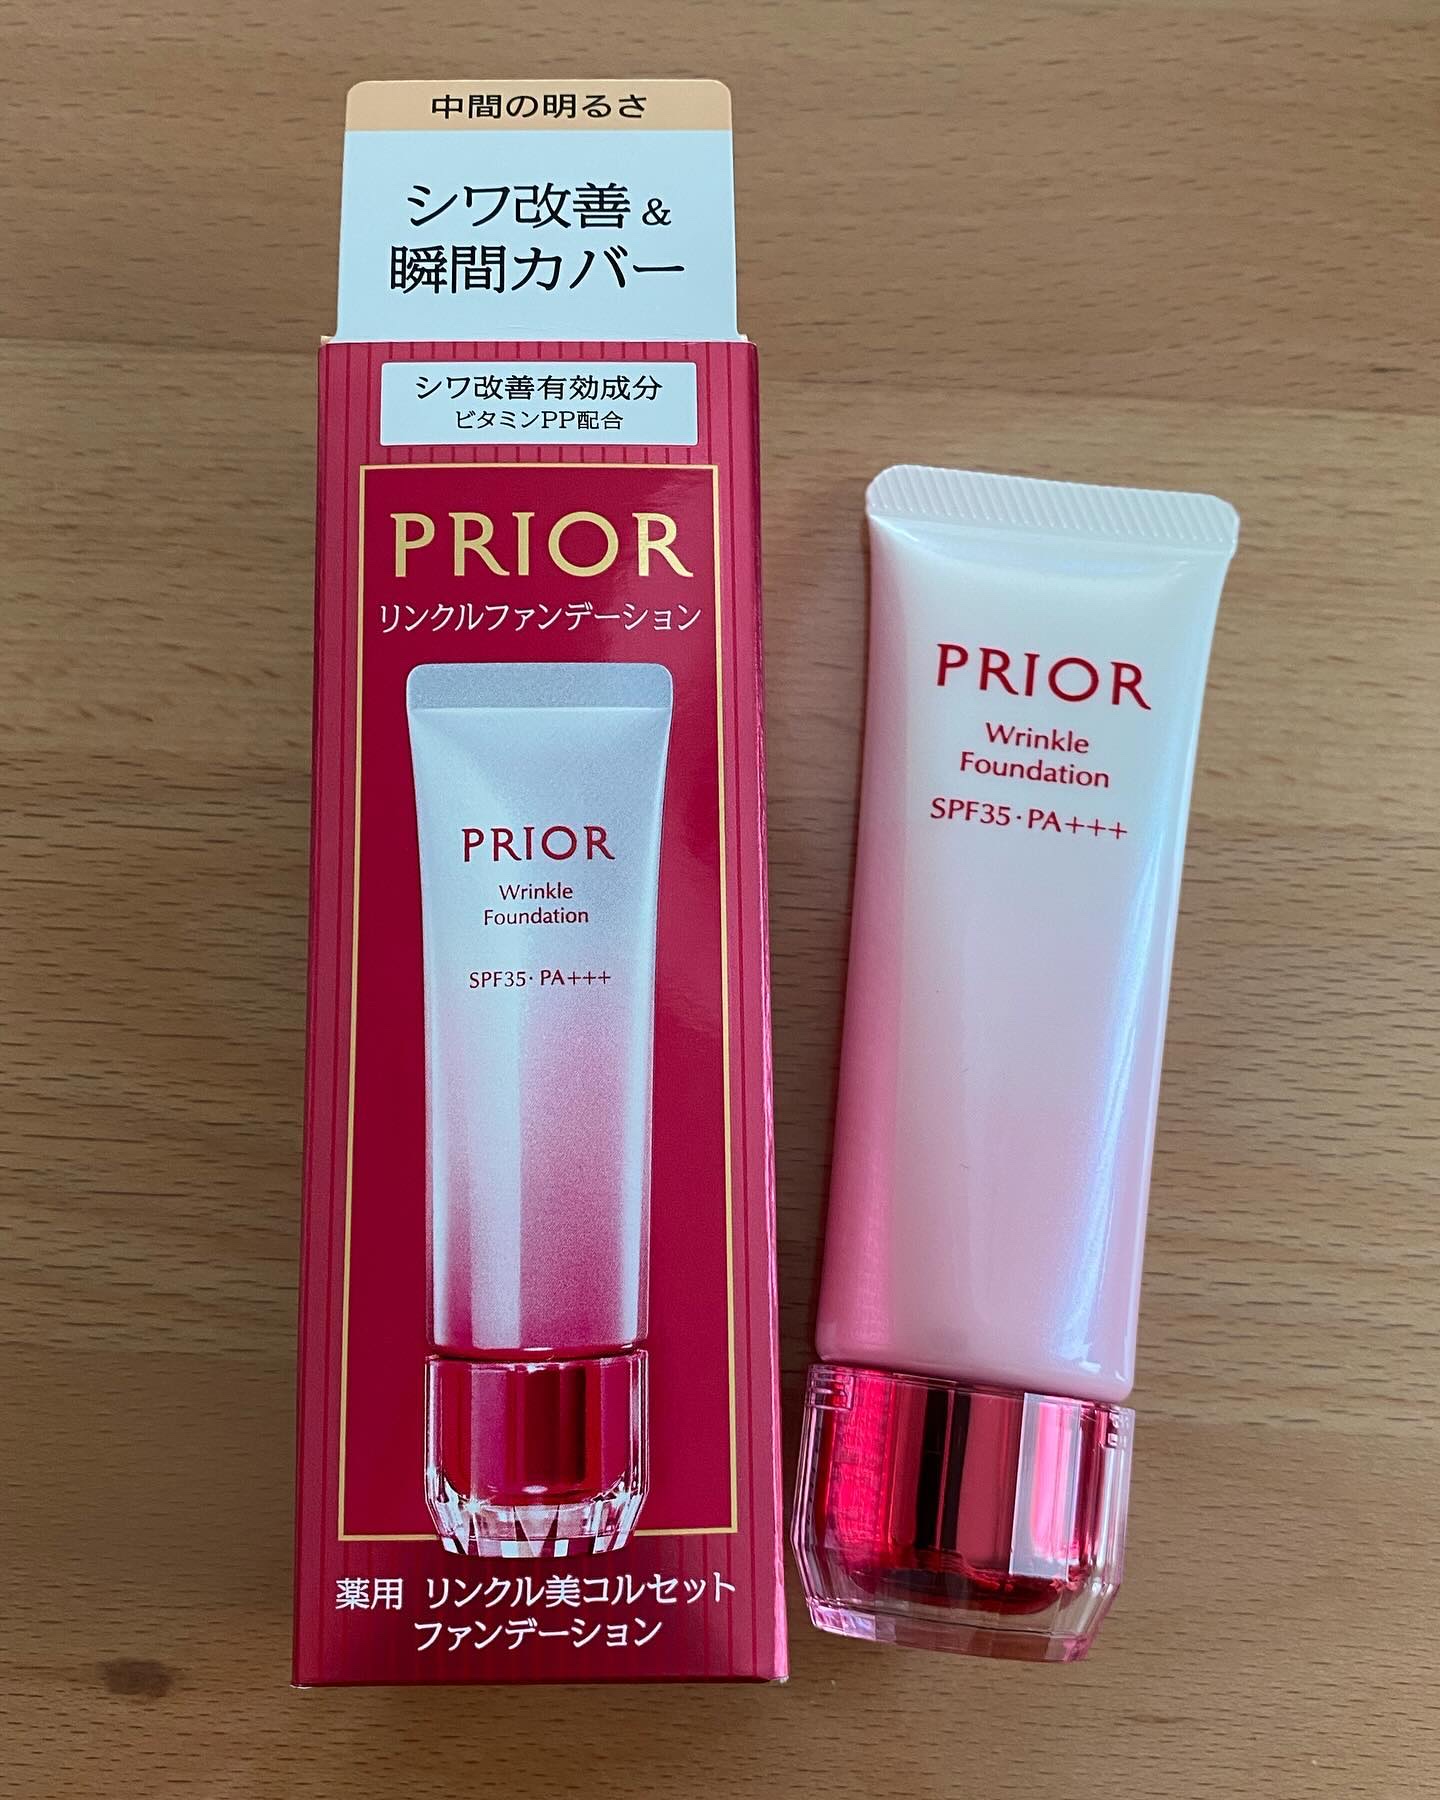 中間の明るさ
シワ改善&
瞬間カバー
シワ改善有効成分
ビタミンPP配合
PRIOR
リンクルファンデーション
PRIOR
Wrinkle
Foundation
SPF35・PA+++
薬用 リンクル美コルセット
ファンデーション
PRIOR
Wrinkle
Foundation
SPF35・PA+++